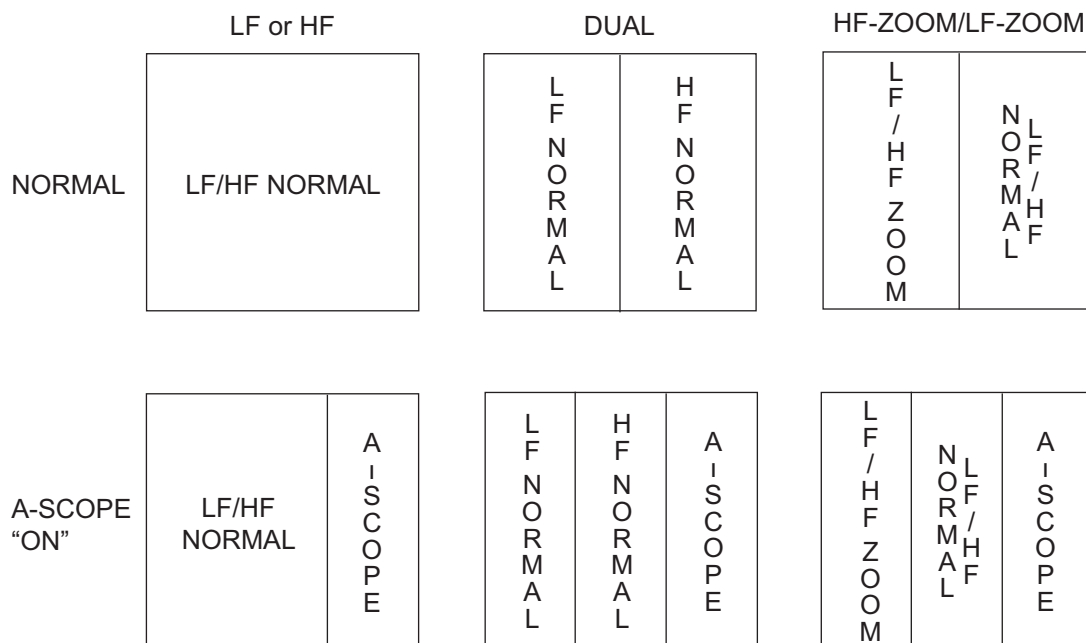 LF or HF
DUAL
HF-ZOOM/LF-ZOOM
NORMAL
LF/HF NORMAL
LF NORMAL
HF NORMAL
LF/HF ZOOM
LF/HF
NORMAL
A-SCOPE
“ON”
LF/HF
NORMAL
A-SCOPE
LF NORMAL
HF NORMAL
A-SCOPE
LF/HF ZOOM
LF/HF
NORMAL
A-SCOPE